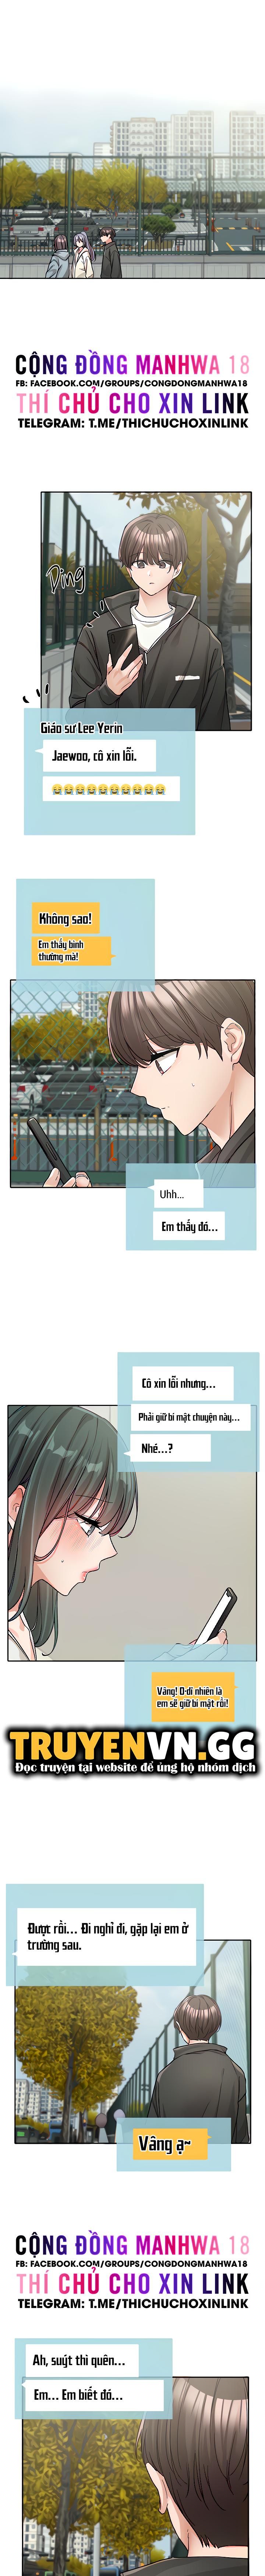 CỘNG ĐỒNG MANHWA 18
FB: FACEBOOK.COM/GROUPS/CONGDONGMANHWA18
THÍ CHỦ CHO XIN LINK
TELEGRAM: T.ME/THICHUCHOXINLINK
Ding
Giáo sư Lee Yerin
Jaewoo, cô xin lỗi.
😭😭😭😭😭😭😭😭😭😭
Không sao!
Em thấy bình
thường mà!
Uhh...
Em thấy đó...
Cô xin lỗi nhưng...
Phải giữ bí mật chuyện này...
Nhé...?
Vâng! D-dĩ nhiên là
em sẽ giữ bí mật rồi!
TRUYENVN.GG
Đọc truyện tại website để ủng hộ nhóm dịch
Được rồi... Đi nghỉ đi, gặp lại em ở
trường sau.
Vâng ạ~
CỘNG ĐỒNG MANHWA 18
FB: FACEBOOK.COM/GROUPS/CONGDONGMANHWA18
THÍ CHỦ CHO XIN LINK
TELEGRAM: T.ME/THICHUCHOXINLINK
Ah, suýt thì quên...
Em... Em biết đó...